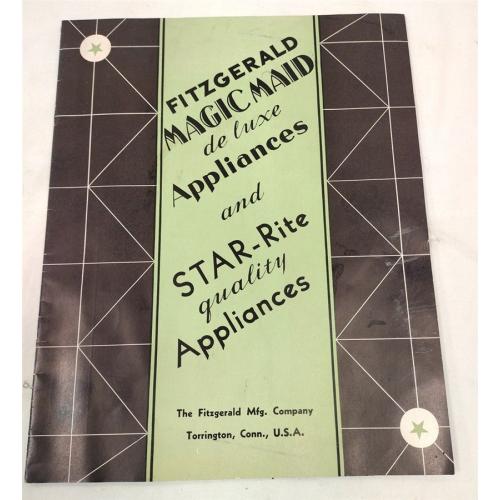 FITZGERALD
MAGIC MAID
de luxe
Appliances
and
STAR-Rite
quality
Appliances
The Fitzgerald Mfg. Company
Torrington, Conn., U.S.A.